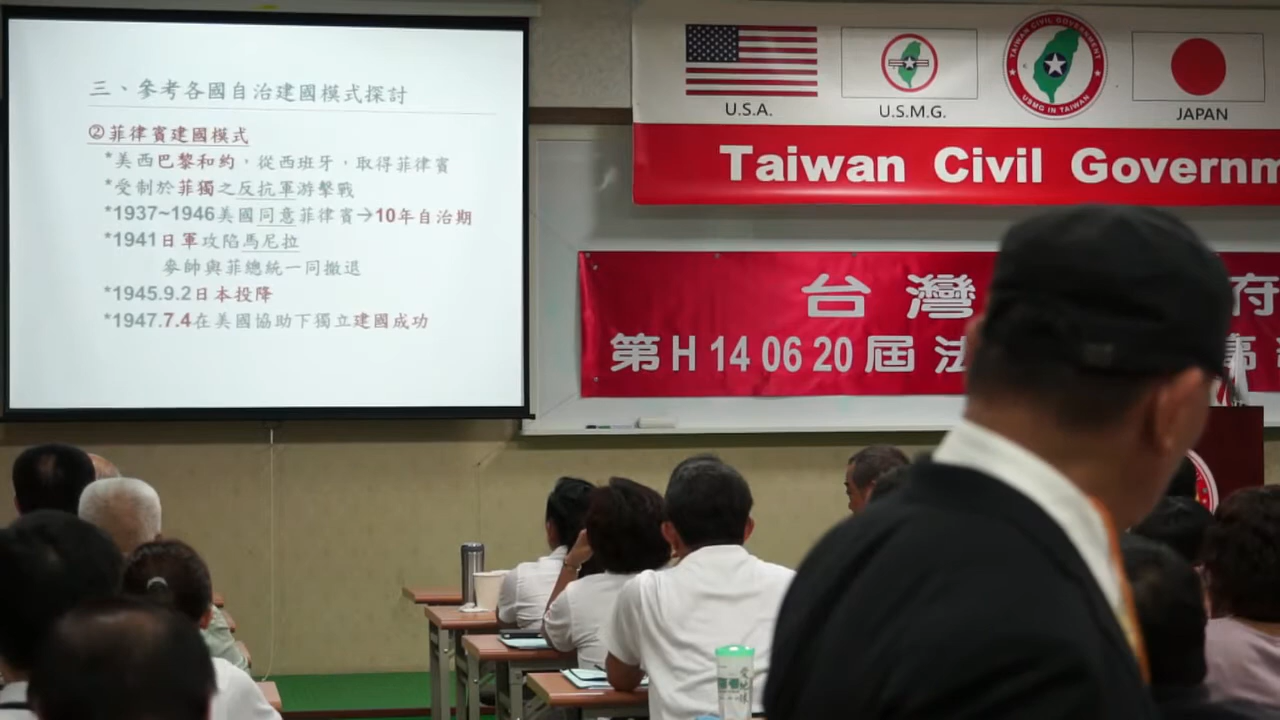 三、參考各國自治建國模式探討
②菲律賓建國模式
*美西巴黎和約，從西班牙，取得菲律賓
*受制於菲獨之反抗軍游擊戰
*1937~1946美國同意菲律賓→10年自治期
*1941日軍攻陷馬尼拉
麥帥與菲總統一同撤退
*1945.9.2日本投降
*1947.7.4在美國協助下獨立建國成功
TAIWAN CIVIL GOVERNMENT
USMG IN TAIWAN
U.S.A.
U.S.M.G.
JAPAN
Taiwan Civil Governm
台灣 府
第H 14 06 20屆法